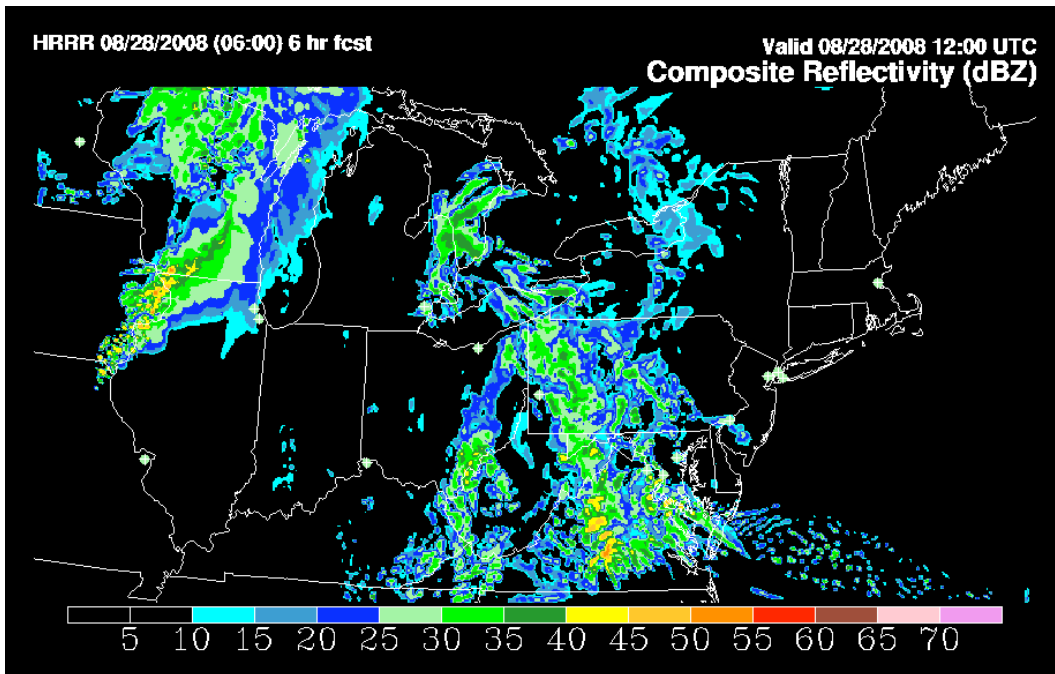 HRRR 08/28/2008 (06:00) 6 hr fcst
Valid 08/28/2008 12:00 UTC
Composite Reflectivity (dBZ)
5 10 15 20 25 30 35 40 45 50 55 60 65 70